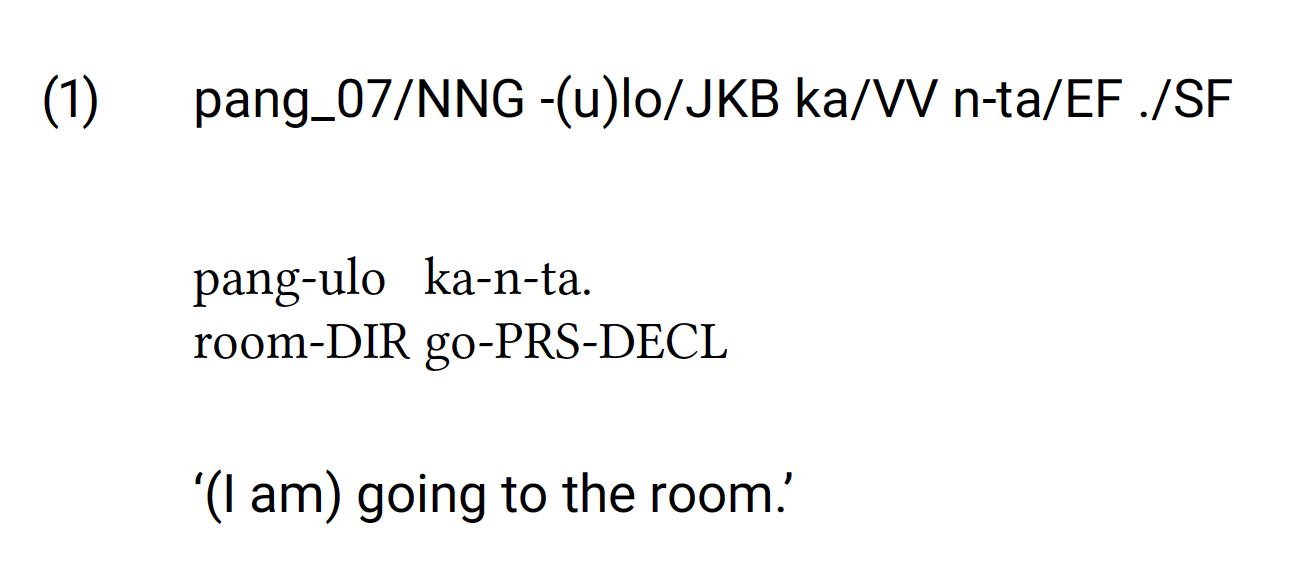 (1) pang_07/NNG -(u)lo/JKB ka/VV n-ta/EF ./SF
pang-ulo ka-n-ta.
room-DIR go-PRS-DECL
‘(I am) going to the room.’